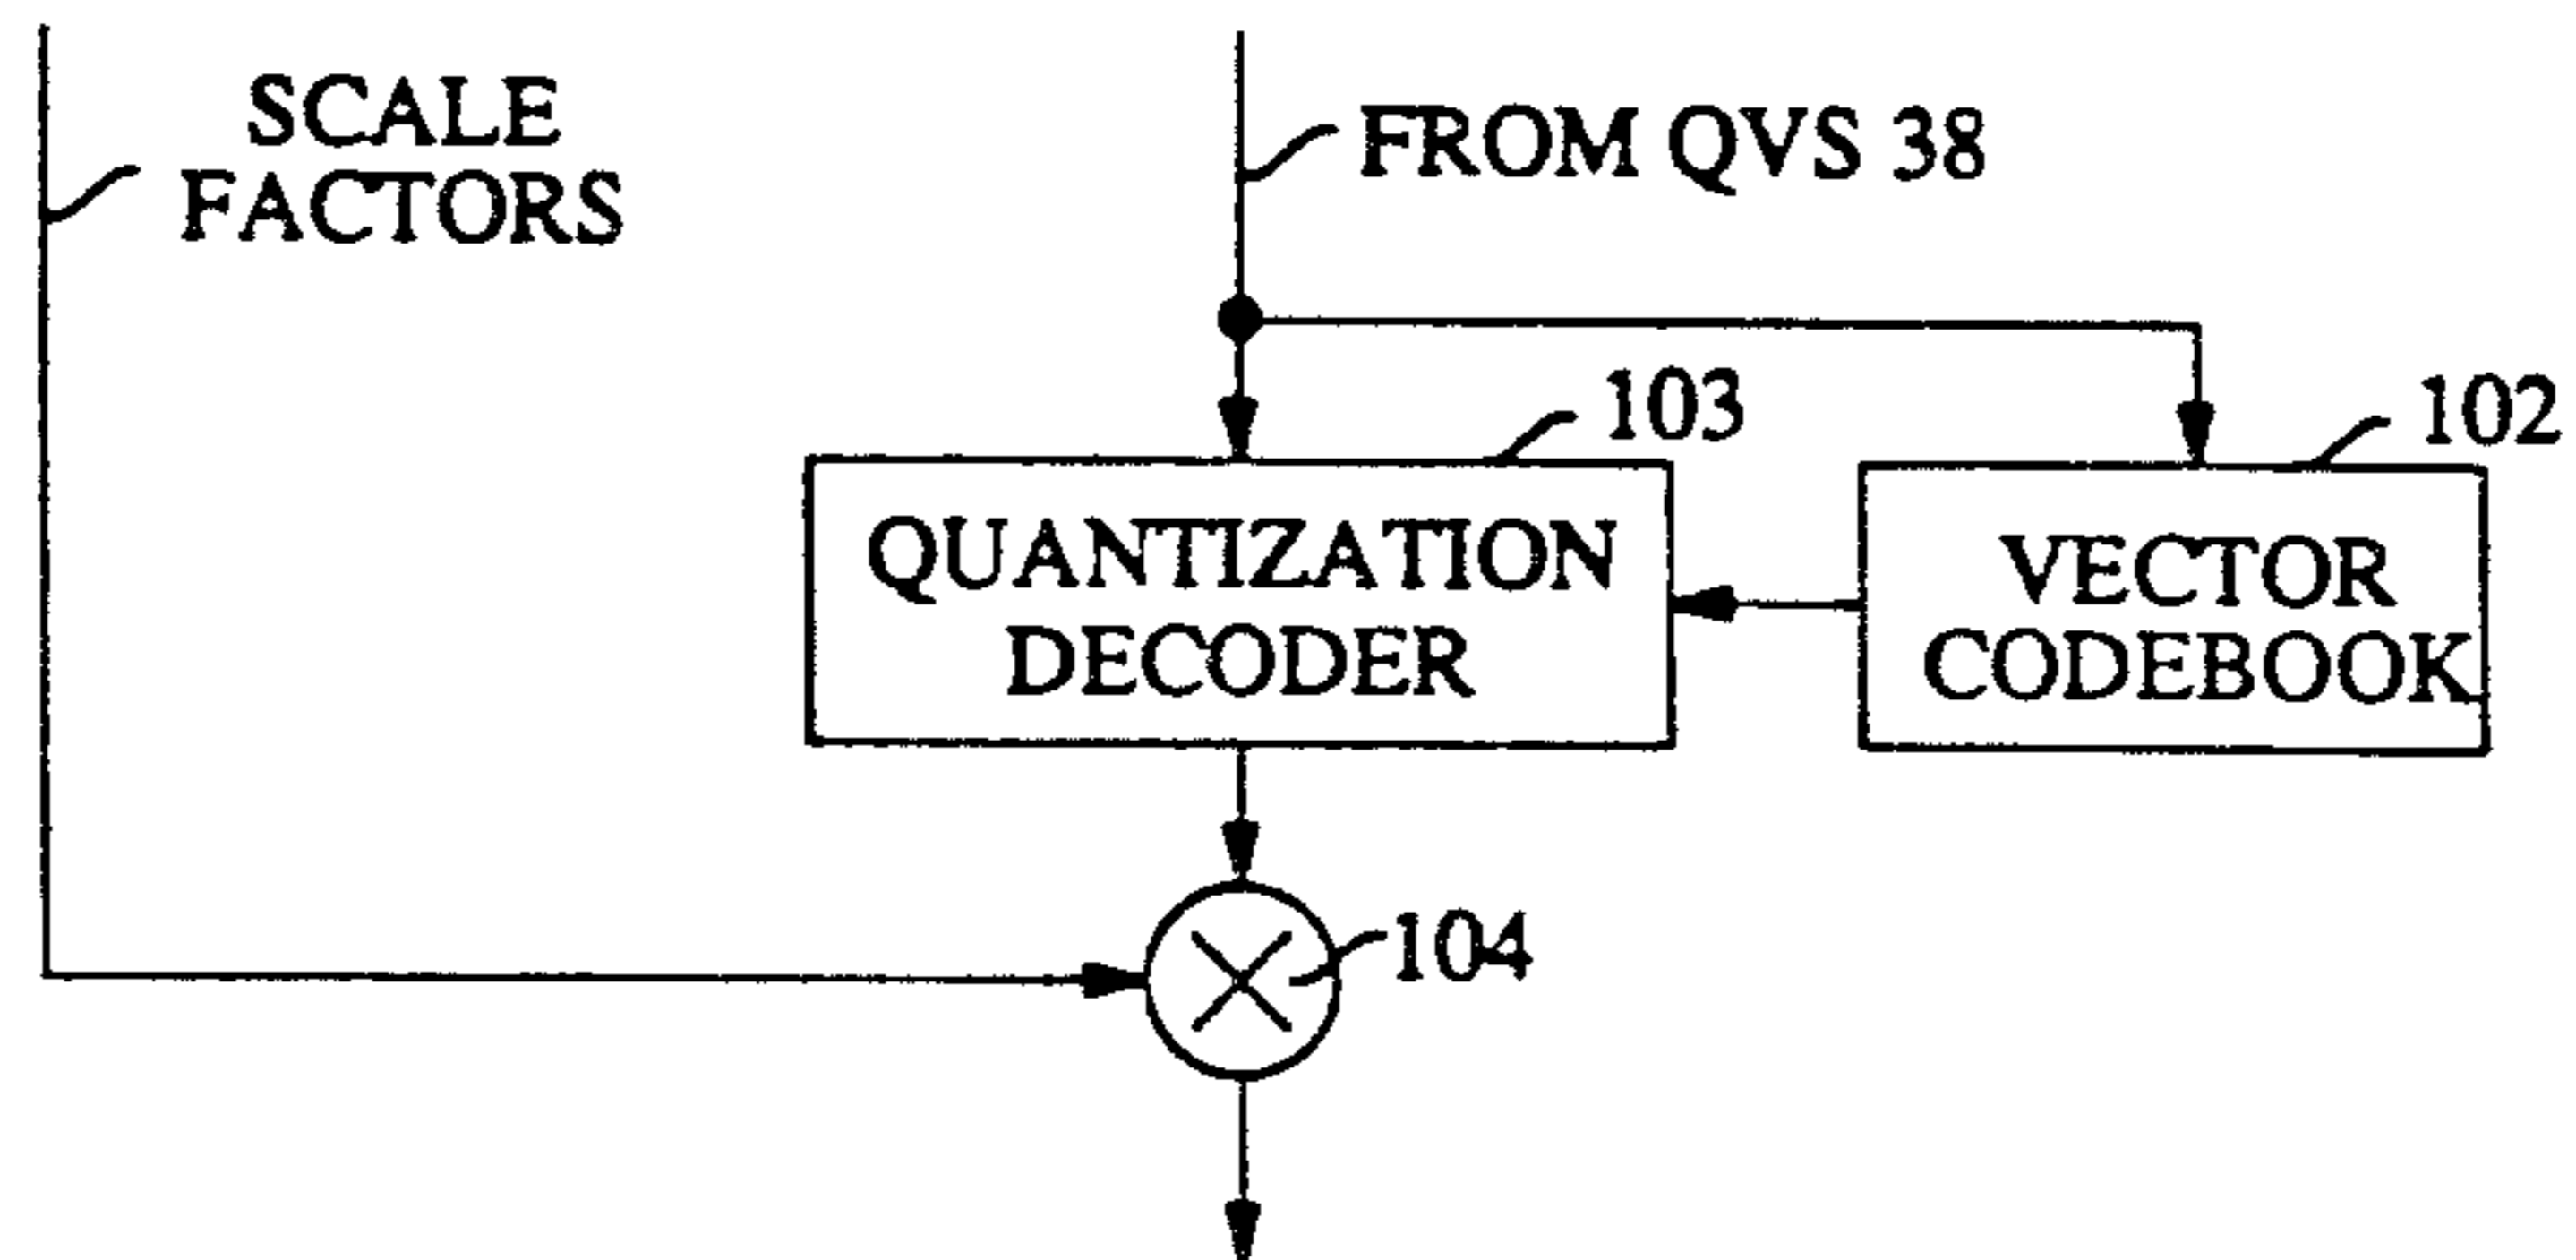 SCALE
FACTORS
FROM QVS 38
103
102
QUANTIZATION
DECODER
VECTOR
CODEBOOK
104